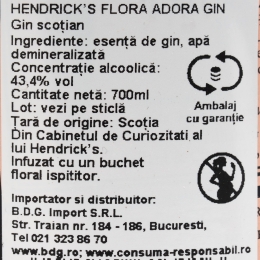 HENDRICK'S FLORA ADORA GIN
Gin scoțian
Ingrediente: esență de gin, apă
demineralizată
Concentrație alcoolică:
43,4% vol
Cantitate netă: 700ml
Lot: vezi pe sticlă
Țară de origine: Scoția
Din Cabinetul de Curiozitati al
lui Hendrick's.
Infuzat cu un buchet
floral ispititor.
Ambalaj
cu garanție
Importator si distribuitor:
B.D.G. Import S.R.L.
Str. Traian nr. 184 - 186, Bucuresti,
Tel 021 323 86 70
www.bdg.ro; www.consuma-responsabil.ro